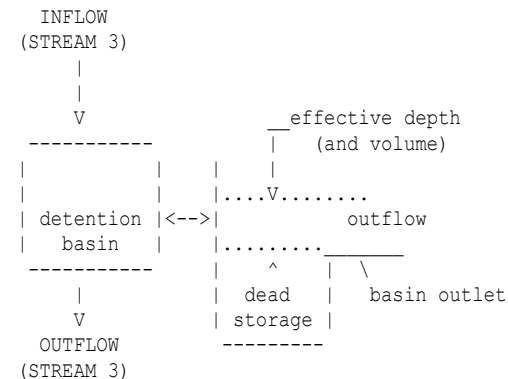 INFLOW
(STREAM 3)
V
effective depth
(and volume)
V
detention <--> outflow
basin
^
dead basin outlet
V storage
OUTFLOW
(STREAM 3)